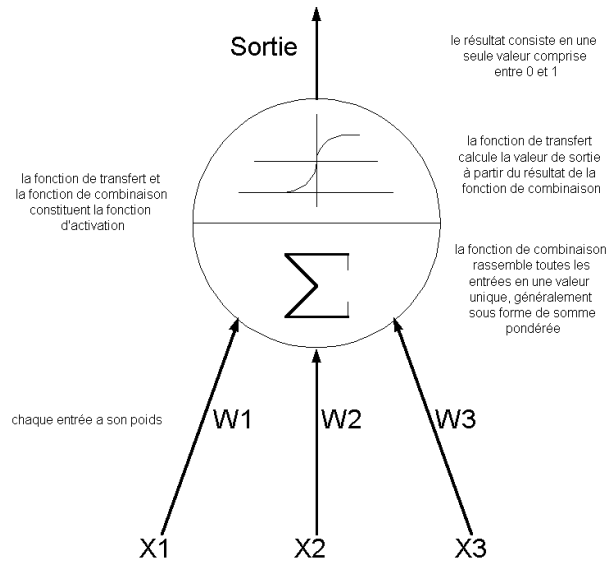 Sortie
le résultat consiste en une
seule valeur comprise
entre 0 et 1
la fonction de transfert
calcule la valeur de sortie
à partir du résultat de la
fonction de combinaison
la fonction de transfert et
la fonction de combinaison
constituent la fonction
d'activation
la fonction de combinaison
rassemble toutes les
entrées en une valeur
unique, généralement
sous forme de somme
pondérée
Σ
chaque entrée a son poids
W1 W2 W3
X1 X2 X3